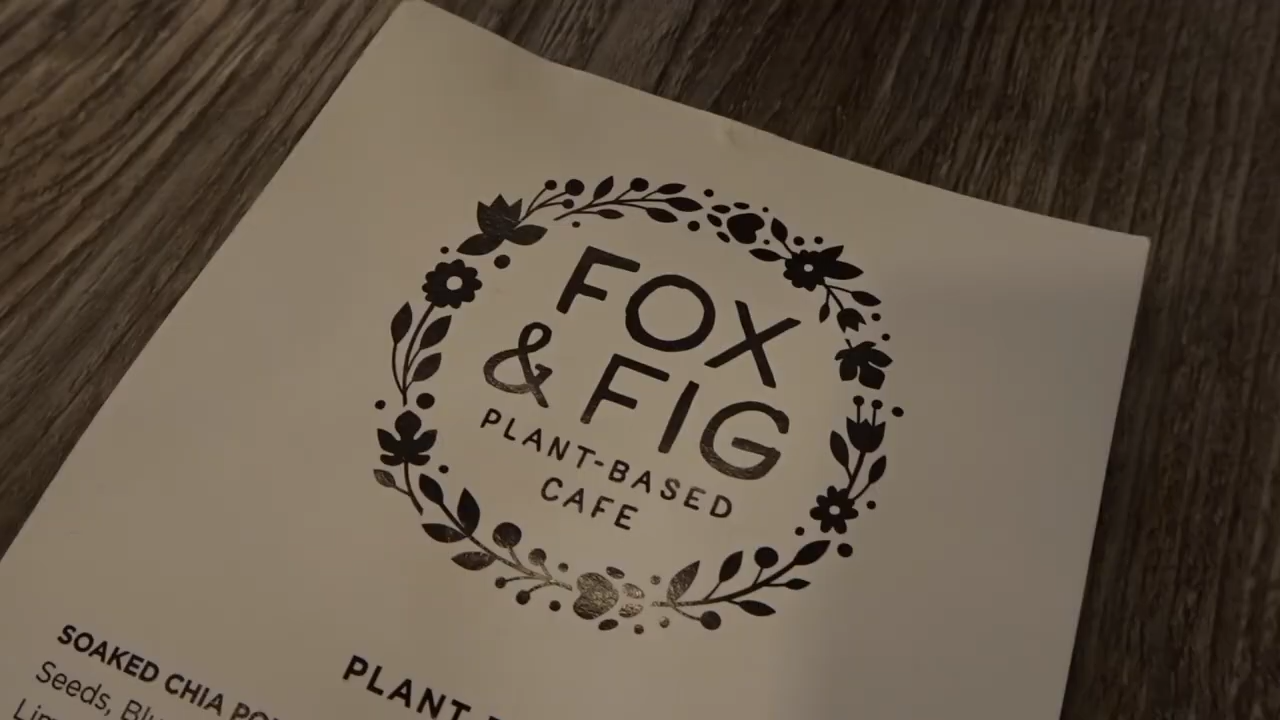 FOX
& FIG
PLANT-BASED
CAFE
PLANT
SOAKED CHIA
Seeds,